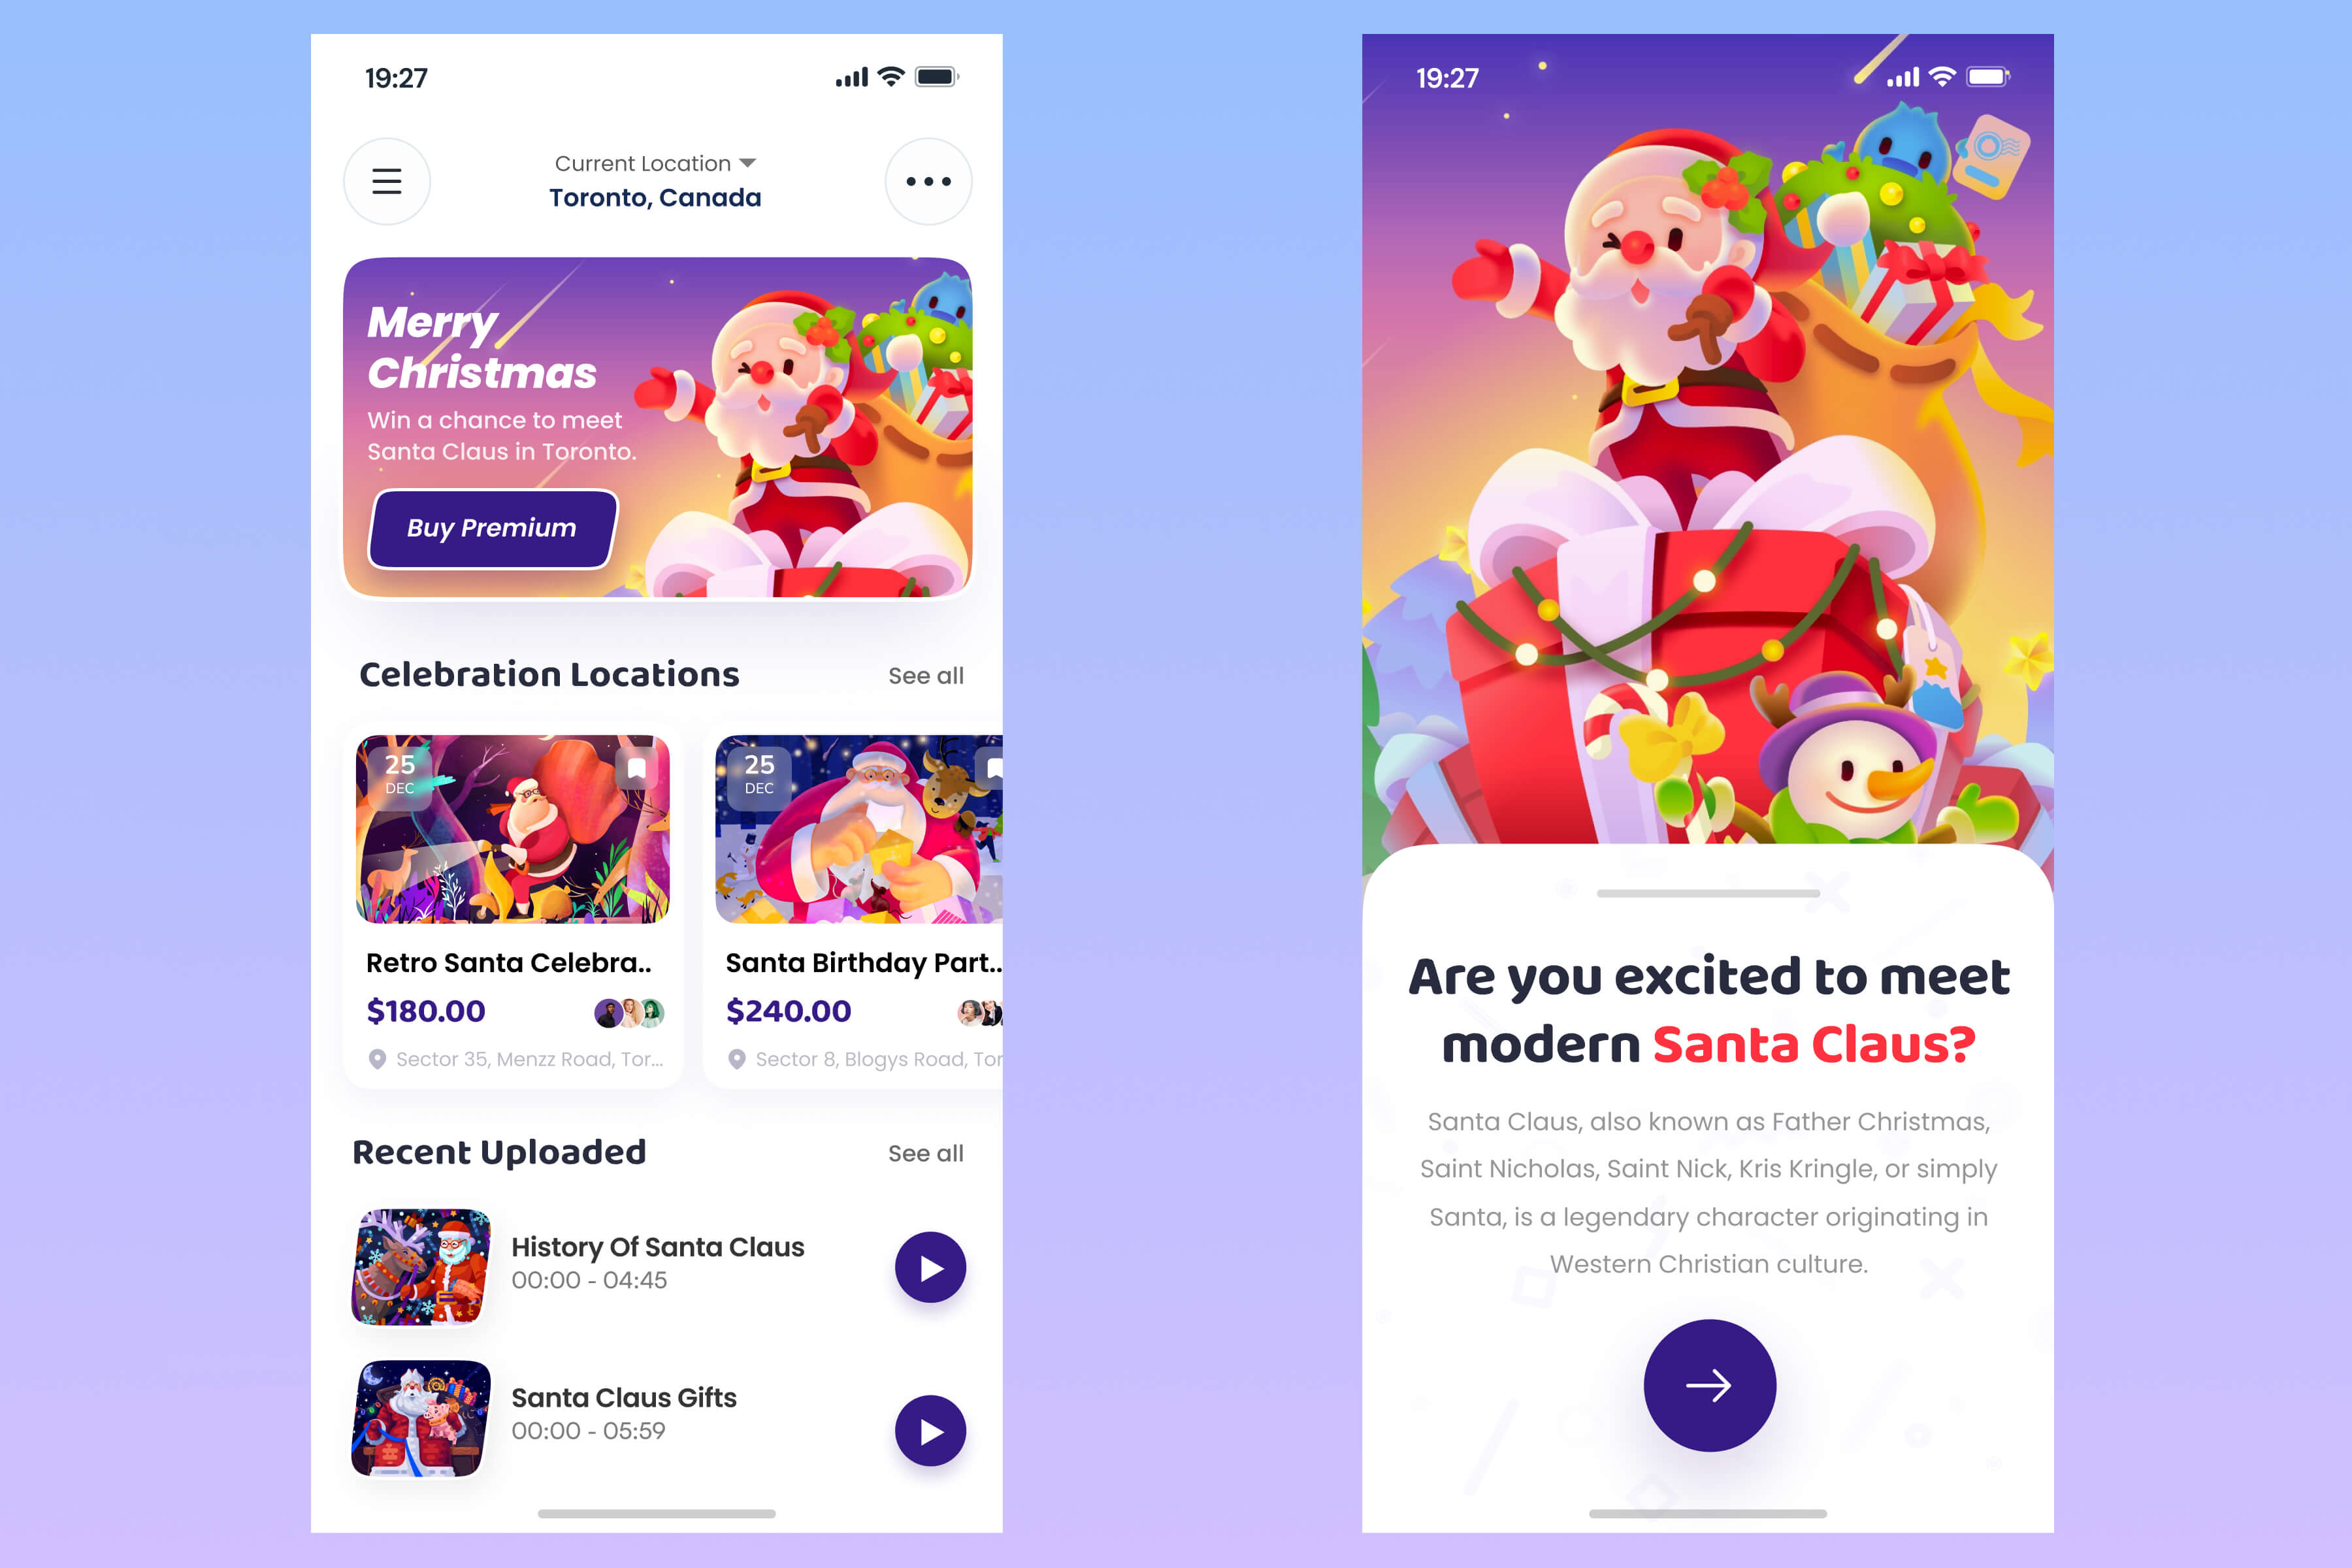 19:27
Current Location
Toronto, Canada
Merry
Christmas
Win a chance to meet
Santa Claus in Toronto.
Buy Premium
Celebration Locations
See all
25
DEC
25
DEC
Retro Santa Celebra..
Santa Birthday Part..
$180.00
$240.00
Sector 35, Menzz Road, Tor...
Sector 8, Blogys Road, Tor
Recent Uploaded
See all
History Of Santa Claus
00:00 - 04:45
Santa Claus Gifts
00:00 - 05:59
19:27
Are you excited to meet
modern Santa Claus?
Santa Claus, also known as Father Christmas,
Saint Nicholas, Saint Nick, Kris Kringle, or simply
Santa, is a legendary character originating in
Western Christian culture.